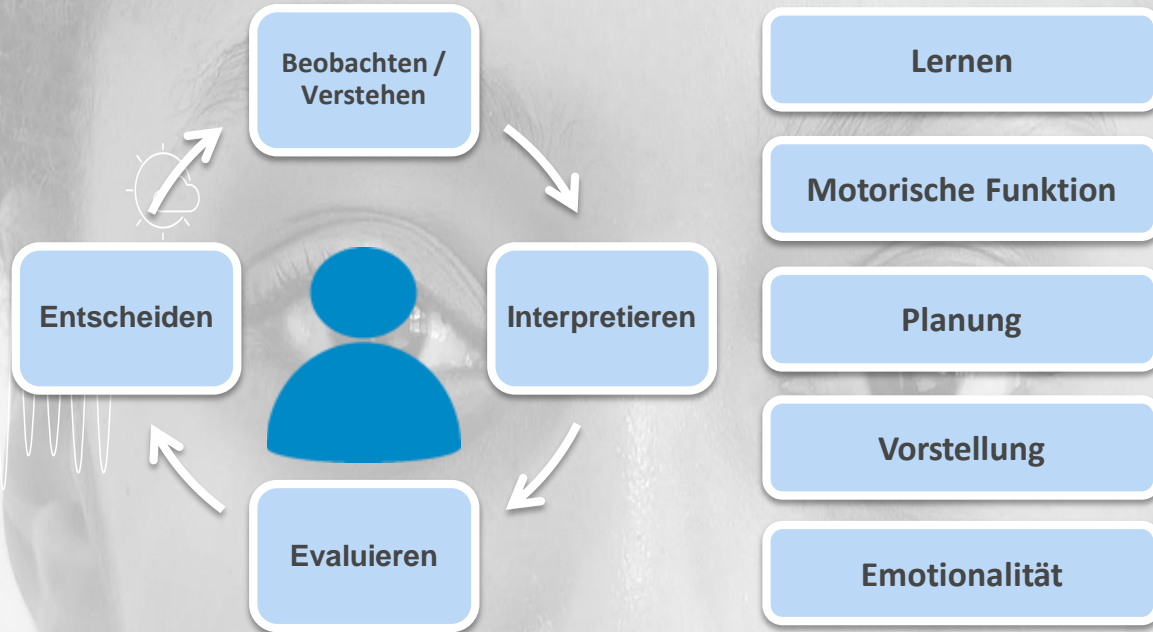 Beobachten /
Verstehen
Interpretieren
Evaluieren
Entscheiden
Lernen
Motorische Funktion
Planung
Vorstellung
Emotionalität